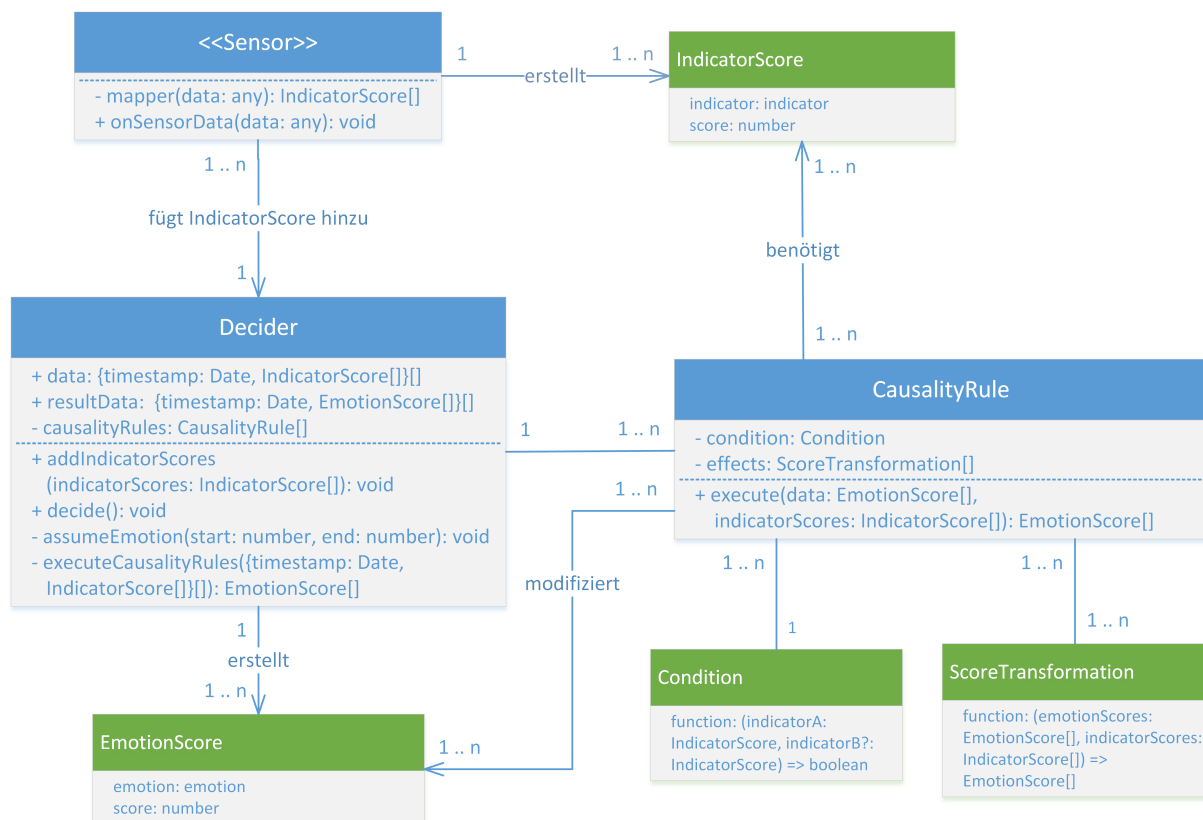 <<Sensor>>
- mapper(data: any): IndicatorScore[]
+ onSensorData(data: any): void
1
1 .. n
erstellt
IndicatorScore
indicator: indicator
score: number
1 .. n
fügt IndicatorScore hinzu
1
1 .. n
benötigt
1 .. n
Decider
+ data: {timestamp: Date, IndicatorScore[]}[]
+ resultData:  {timestamp: Date, EmotionScore[]}[]
- causalityRules: CausalityRule[]
+ addIndicatorScores
(indicatorScores: IndicatorScore[]): void
+ decide(): void
- assumeEmotion(start: number, end: number): void
- executeCausalityRules({timestamp: Date,
IndicatorScore[]}[]): EmotionScore[]
1
1 .. n
CausalityRule
- condition: Condition
- effects: ScoreTransformation[]
+ execute(data: EmotionScore[],
indicatorScores: IndicatorScore[]): EmotionScore[]
1 .. n
modifiziert
1 .. n
1 .. n
1
1 .. n
1
erstellt
1 .. n
EmotionScore
emotion: emotion
score: number
1 .. n
Condition
function: (indicatorA:
IndicatorScore, indicatorB?:
IndicatorScore) => boolean
ScoreTransformation
function: (emotionScores:
EmotionScore[], indicatorScores:
IndicatorScore[]) =>
EmotionScore[]